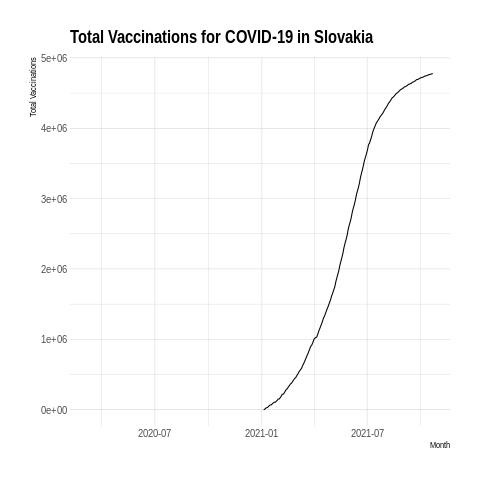 Total Vaccinations for COVID-19 in Slovakia
Total Vaccinations
5e+06
4e+06
3e+06
2e+06
1e+06
0e+00
2020-07 2021-01 2021-07
Month